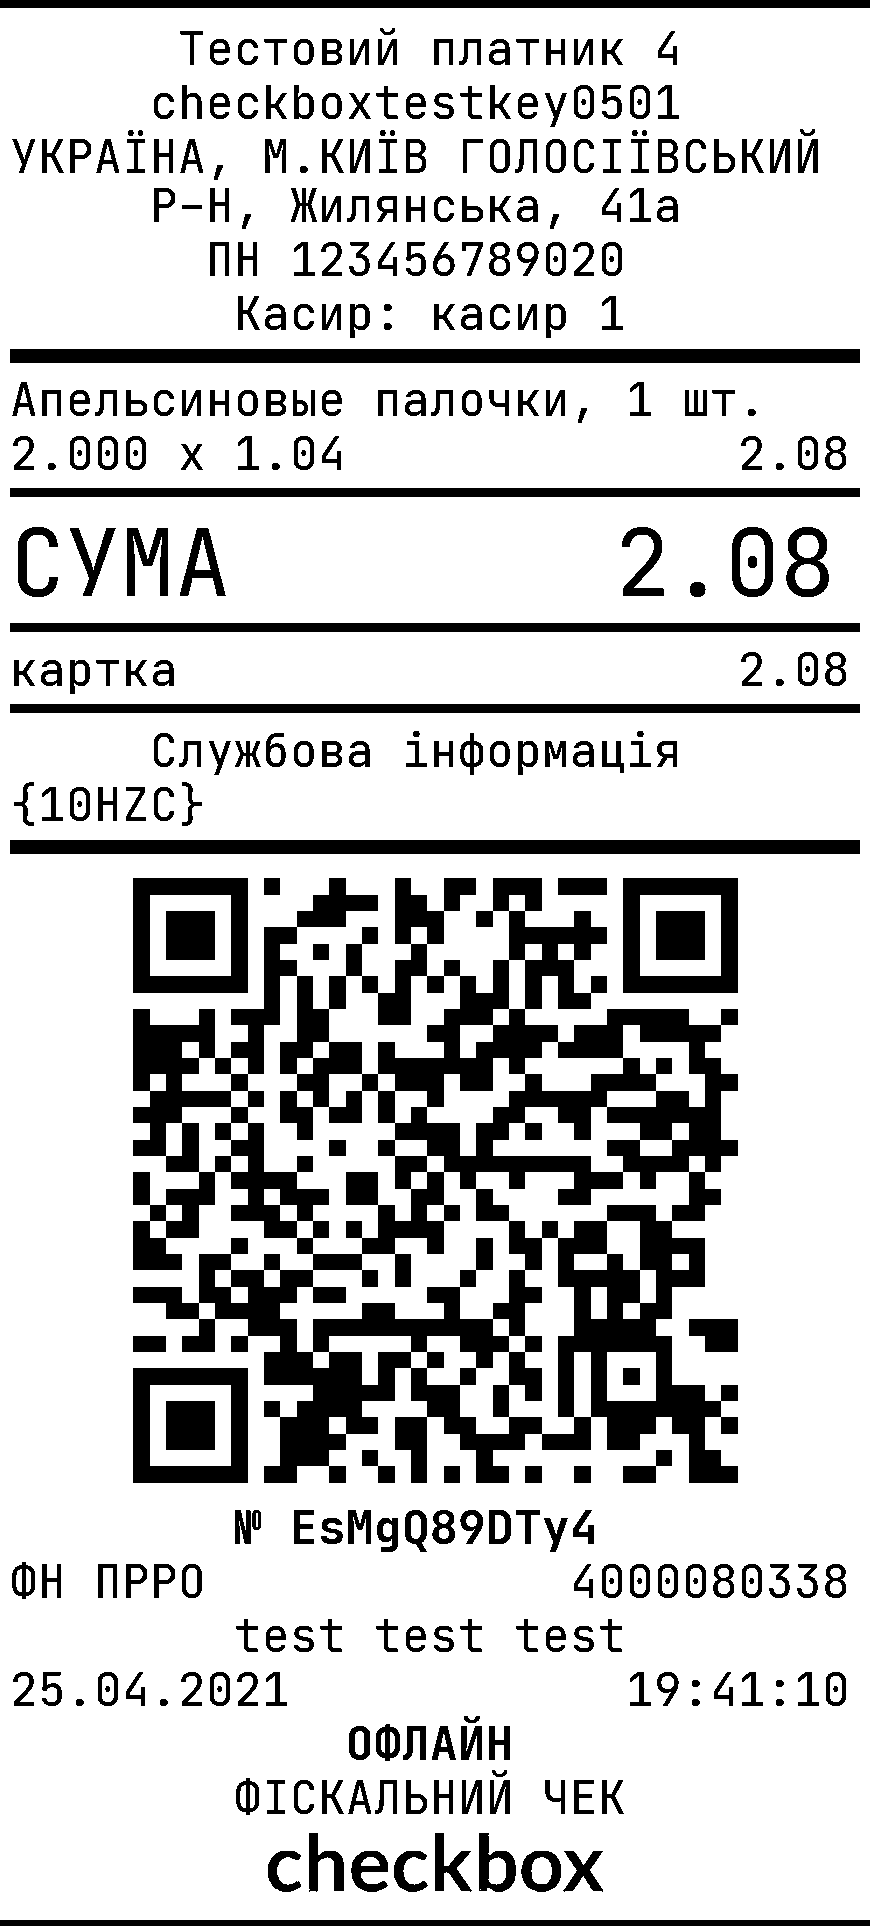 Тестовий платник 4
checkboxtestkey0501
УКРАЇНА, М.КИЇВ ГОЛОСІЇВСЬКИЙ
Р-Н, Жилянська, 41а
ПН 123456789020
Касир: касир 1
Апельсиновые палочки, 1 шт.
2.000 x 1.04 2.08
СУМА 2.08
картка 2.08
Службова інформація
{10HZC}
№ EsMgQ89DTy4
ФН ПРРО 4000080338
test test test
25.04.2021 19:41:10
ОФЛАЙН
ФІСКАЛЬНИЙ ЧЕК
checkbox